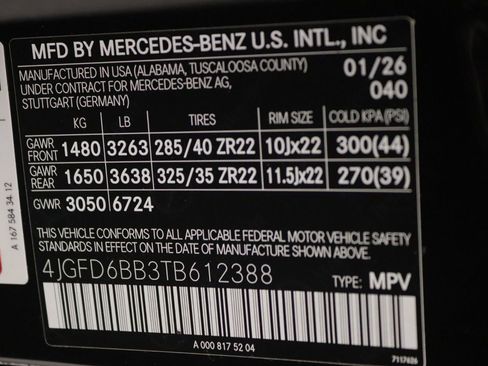 MFD BY MERCEDES-BENZ U.S. INTL., INC
MANUFACTURED IN USA (ALABAMA, TUSCALOOSA COUNTY) 01/26
UNDER CONTRACT FOR MERCEDES-BENZ AG, 040
STUTTGART (GERMANY)
KG LB TIRES RIM SIZE COLD KPA (PSI)
GAWR FRONT 1480 3263 285/40 ZR22 10Jx22 300(44)
GAWR REAR 1650 3638 325/35 ZR22 11.5Jx22 270(39)
GVWR 3050 6724
THIS VEHICLE CONFORMS TO ALL APPLICABLE FEDERAL MOTOR VEHICLE SAFETY
STANDARDS IN EFFECT ON THE DATE OF MANUFACTURE SHOWN ABOVE.
4JGFD6BB3TB612388 TYPE: MPV
A 000 817 52 04
7117626
A 167 584 34 12